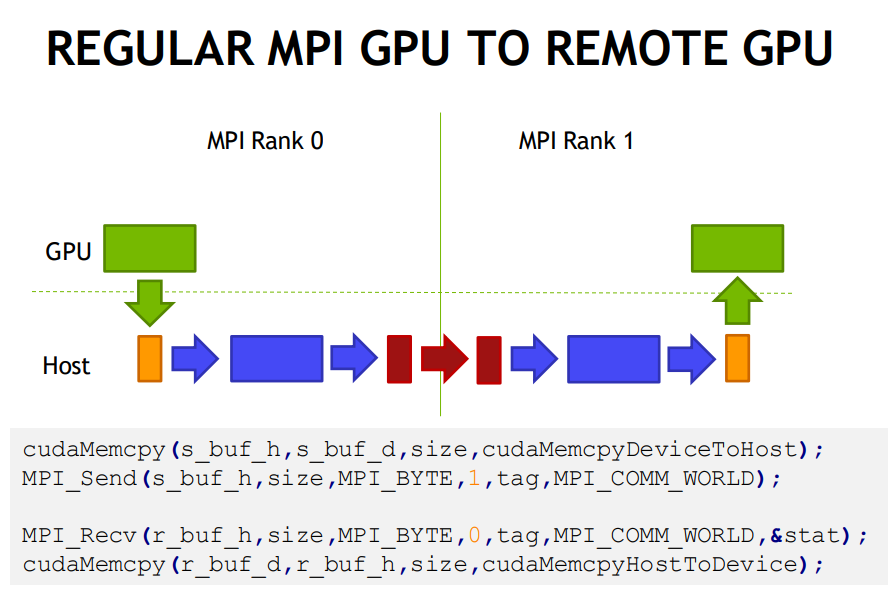 REGULAR MPI GPU TO REMOTE GPU
MPI Rank 0
MPI Rank 1
GPU
Host
cudaMemcpy(s_buf_h,s_buf_d,size,cudaMemcpyDeviceToHost);
MPI_Send(s_buf_h,size,MPI_BYTE,1,tag,MPI_COMM_WORLD);
MPI_Recv(r_buf_h,size,MPI_BYTE,0,tag,MPI_COMM_WORLD,&stat);
cudaMemcpy(r_buf_d,r_buf_h,size,cudaMemcpyHostToDevice);